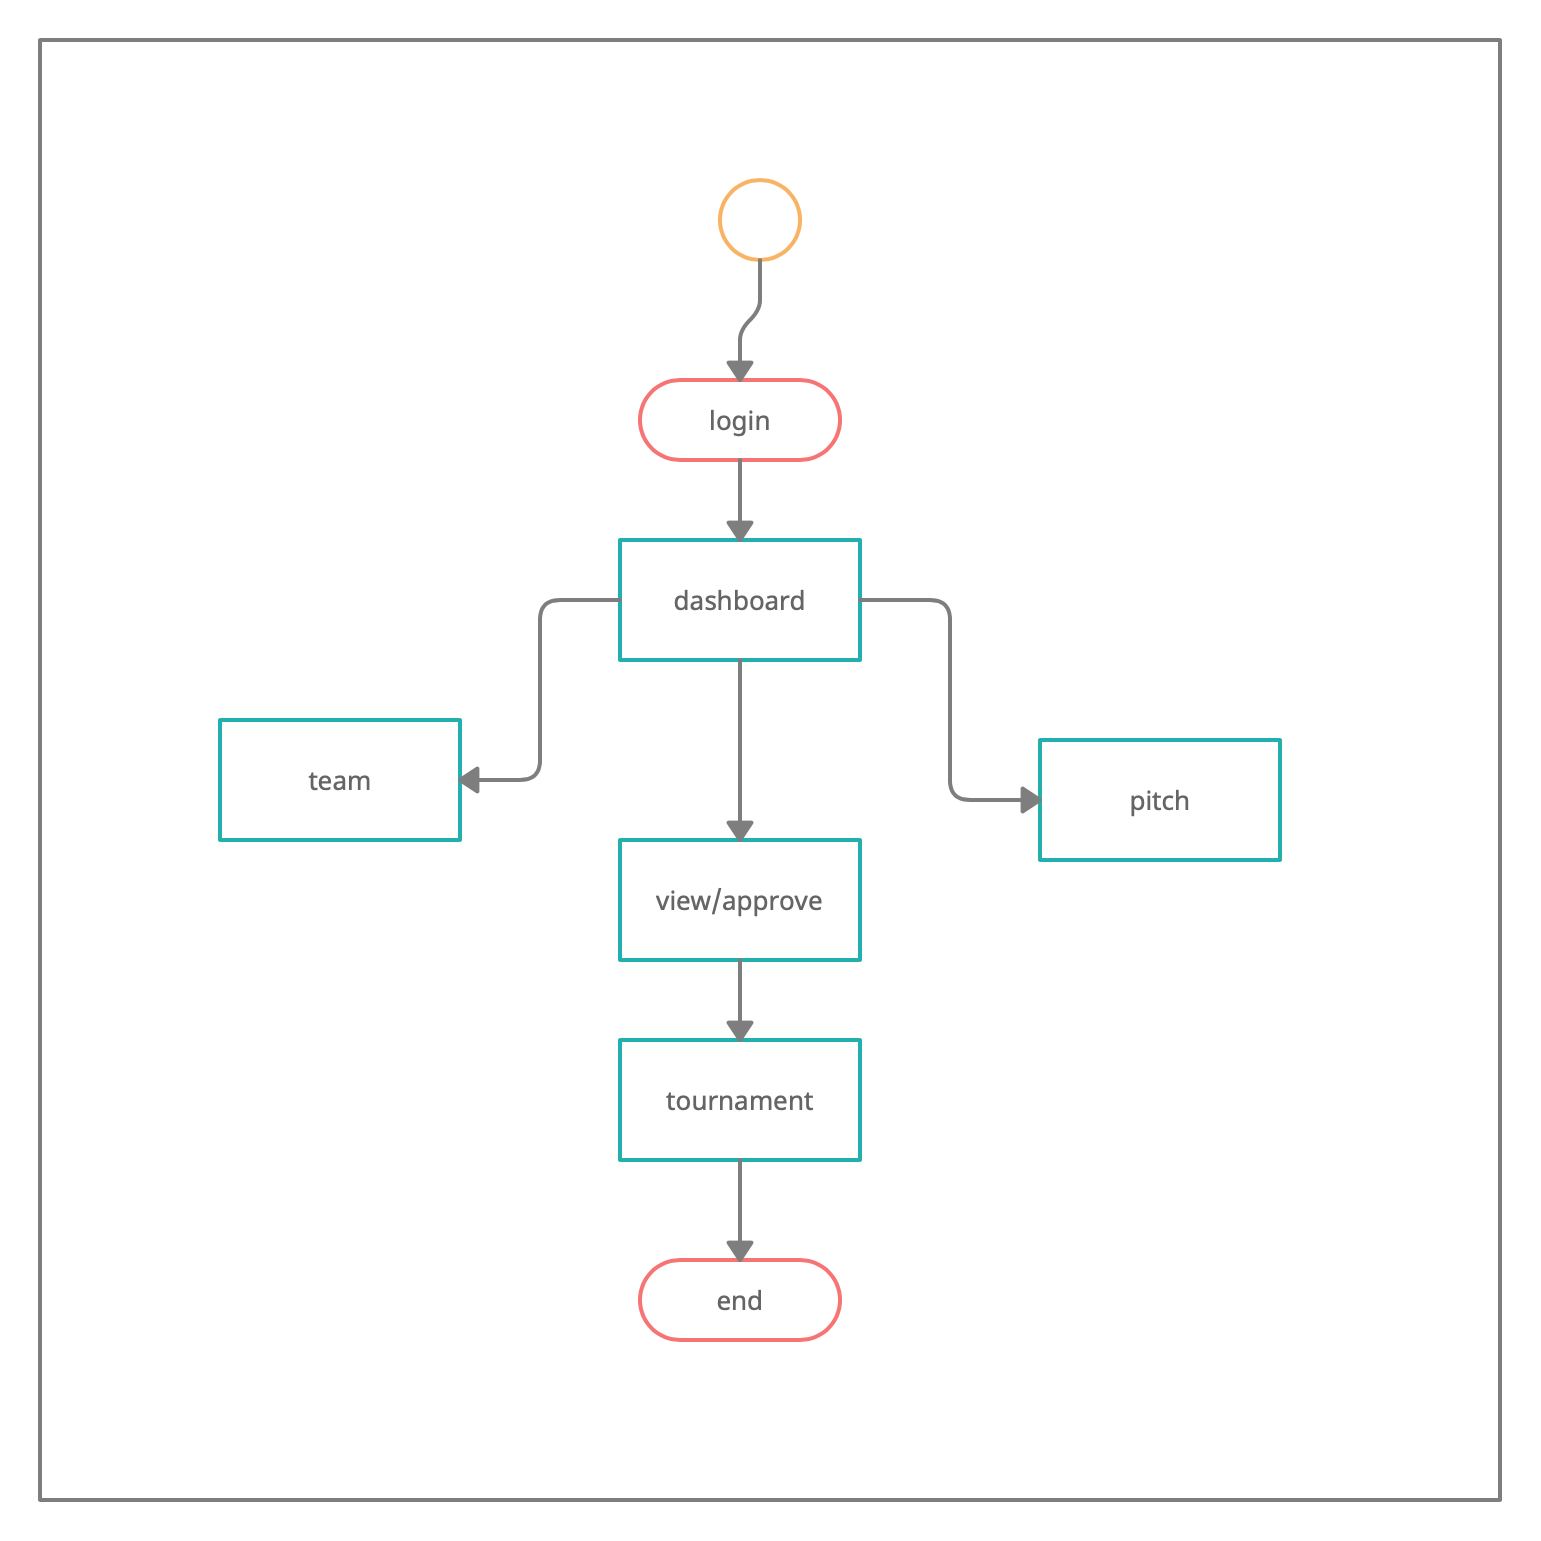 login
dashboard
team
pitch
view/approve
tournament
end